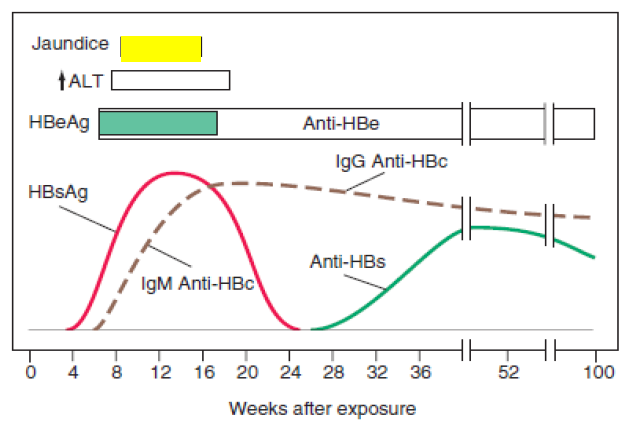 Jaundice
ALT
HBeAg
Anti-HBe
IgG Anti-HBc
HBsAg
Anti-HBs
IgM Anti-HBc
0 4 8 12 16 20 24 28 32 36 52 100
Weeks after exposure